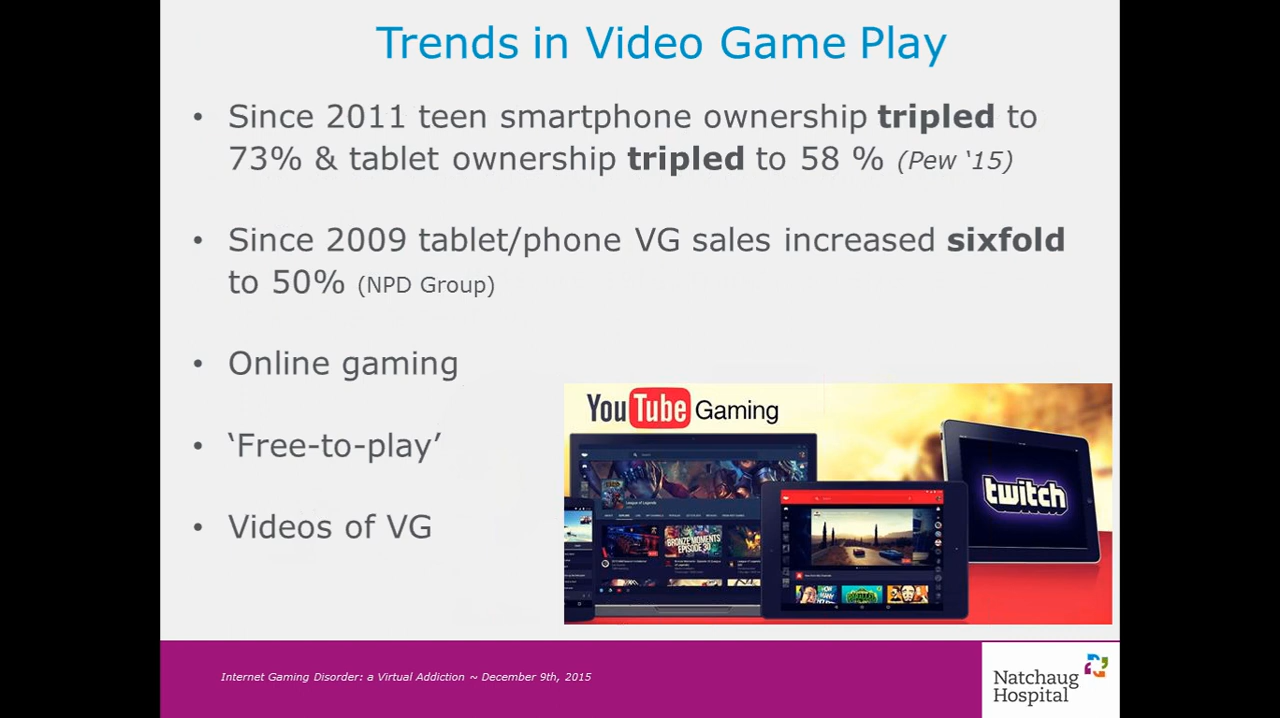 Trends in Video Game Play
• Since 2011 teen smartphone ownership tripled to
73% & tablet ownership tripled to 58 % (Pew ‘15)
• Since 2009 tablet/phone VG sales increased sixfold
to 50% (NPD Group)
• Online gaming
• ‘Free-to-play’
• Videos of VG
YouTube Gaming
twitch
League of Legends
BRONZE MOMENTS
EPISODE 30
Internet Gaming Disorder: a Virtual Addiction ~ December 9th, 2015
Natchaug
Hospital